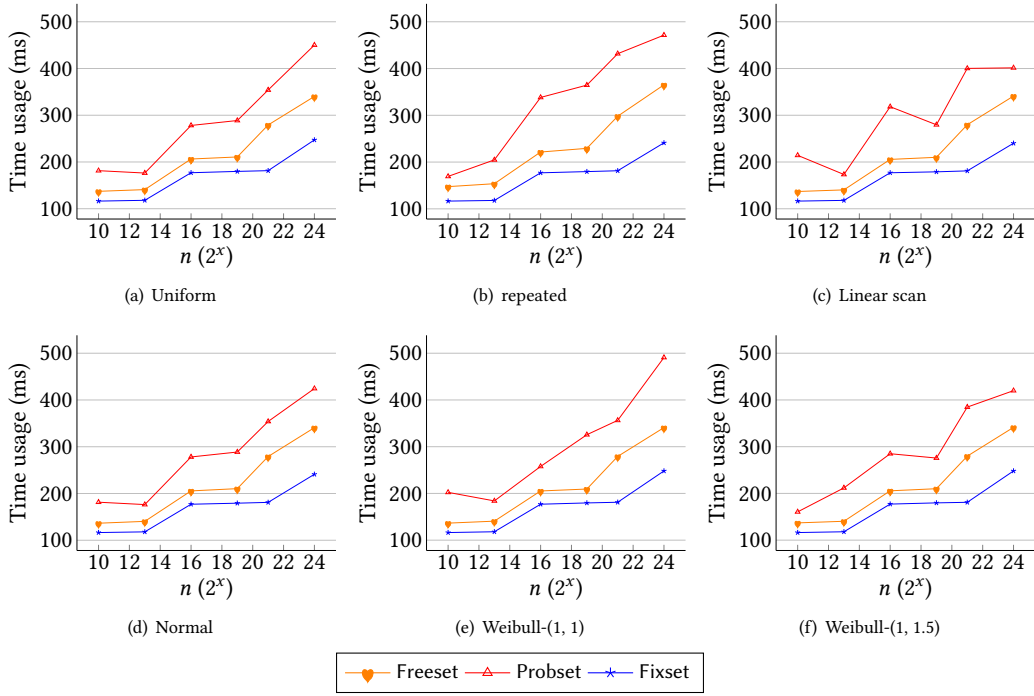 500
400
300
200
100
Time usage (ms)
10 12 14 16 18 20 22 24
n (2^x)
(a) Uniform
500
400
300
200
100
Time usage (ms)
10 12 14 16 18 20 22 24
n (2^x)
(b) repeated
500
400
300
200
100
Time usage (ms)
10 12 14 16 18 20 22 24
n (2^x)
(c) Linear scan
500
400
300
200
100
Time usage (ms)
10 12 14 16 18 20 22 24
n (2^x)
(d) Normal
500
400
300
200
100
Time usage (ms)
10 12 14 16 18 20 22 24
n (2^x)
(e) Weibull-(1, 1)
500
400
300
200
100
Time usage (ms)
10 12 14 16 18 20 22 24
n (2^x)
(f) Weibull-(1, 1.5)
Freeset Probset Fixset